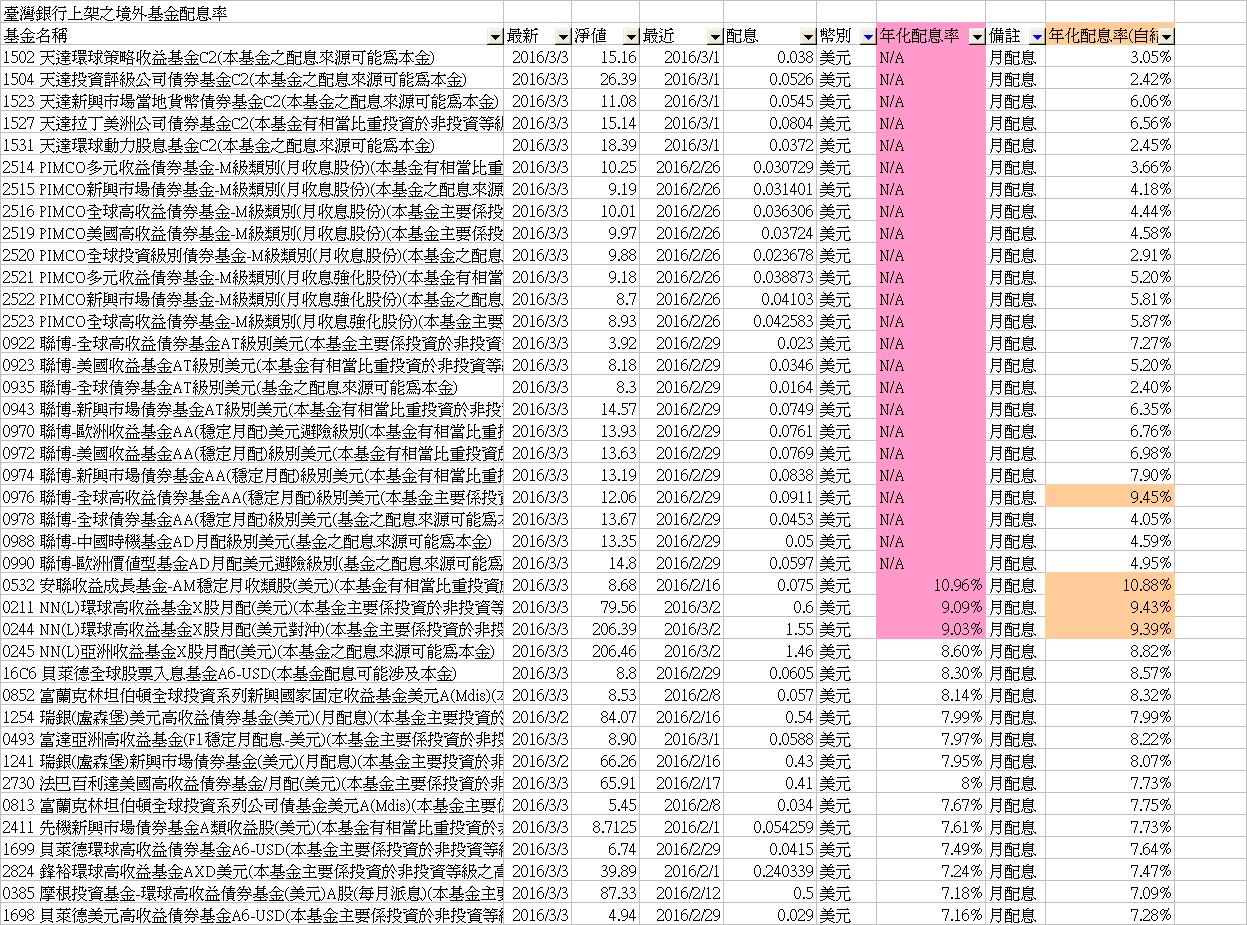 臺灣銀行上架之境外基金配息率
基金名稱 最新 淨值 最近 配息 幣別 年化配息率 備註 年化配息率(自結
1502 天達環球策略收益基金C2(本基金之配息來源可能為本金) 2016/3/3 15.16 2016/3/1 0.038 美元 N/A 月配息 3.05%
1504 天達投資評級公司債券基金C2(本基金之配息來源可能為本金) 2016/3/3 26.39 2016/3/1 0.0526 美元 N/A 月配息 2.42%
1523 天達新興市場當地貨幣債券基金C2(本基金之配息來源可能為本金) 2016/3/3 11.08 2016/3/1 0.0545 美元 N/A 月配息 6.06%
1527 天達拉丁美洲公司債券基金C2(本基金有相當比重投資於非投資等級 2016/3/3 15.14 2016/3/1 0.0804 美元 N/A 月配息 6.56%
1531 天達環球動力股息基金C2(本基金之配息來源可能為本金) 2016/3/3 18.39 2016/3/1 0.0372 美元 N/A 月配息 2.45%
2514 PIMCO多元收益債券基金-M級類別(月收息股份)(本基金有相當比重 2016/3/3 10.25 2016/2/26 0.030729 美元 N/A 月配息 3.66%
2515 PIMCO新興市場債券基金-M級類別(月收息股份)(本基金之配息來源 2016/3/3 9.19 2016/2/26 0.031401 美元 N/A 月配息 4.18%
2516 PIMCO全球高收益債券基金-M級類別(月收息股份)(本基金主要係投 2016/3/3 10.01 2016/2/26 0.036306 美元 N/A 月配息 4.44%
2519 PIMCO美國高收益債券基金-M級類別(月收息股份)(本基金主要係投 2016/3/3 9.97 2016/2/26 0.03724 美元 N/A 月配息 4.58%
2520 PIMCO全球投資級別債券基金-M級類別(月收息股份)(本基金之配息 2016/3/3 9.88 2016/2/26 0.023678 美元 N/A 月配息 2.91%
2521 PIMCO多元收益債券基金-M級類別(月收息強化股份)(本基金有相當 2016/3/3 9.18 2016/2/26 0.038873 美元 N/A 月配息 5.20%
2522 PIMCO新興市場債券基金-M級類別(月收息強化股份)(本基金之配息 2016/3/3 8.7 2016/2/26 0.04103 美元 N/A 月配息 5.81%
2523 PIMCO全球高收益債券基金-M級類別(月收息強化股份)(本基金主要 2016/3/3 8.93 2016/2/26 0.042583 美元 N/A 月配息 5.87%
0922 聯博-全球高收益債券基金AT級別美元(本基金主要係投資於非投資 2016/3/3 3.92 2016/2/29 0.023 美元 N/A 月配息 7.27%
0923 聯博-美國收益基金AT級別美元(本基金有相當比重投資於非投資等 2016/3/3 8.18 2016/2/29 0.0346 美元 N/A 月配息 5.20%
0935 聯博-全球債券基金AT級別美元(基金之配息來源可能為本金) 2016/3/3 8.3 2016/2/29 0.0164 美元 N/A 月配息 2.40%
0943 聯博-新興市場債券基金AT級別美元(本基金有相當比重投資於非投 2016/3/3 14.57 2016/2/29 0.0749 美元 N/A 月配息 6.35%
0970 聯博-歐洲收益基金AA(穩定月配)美元避險級別(本基金有相當比重 2016/3/3 13.93 2016/2/29 0.0761 美元 N/A 月配息 6.76%
0972 聯博-美國收益基金AA(穩定月配)級別美元(本基金有相當比重投資 2016/3/3 13.63 2016/2/29 0.0769 美元 N/A 月配息 6.98%
0974 聯博-新興市場債券基金AA(穩定月配)級別美元(本基金有相當比重 2016/3/3 13.19 2016/2/29 0.0838 美元 N/A 月配息 7.90%
0976 聯博-全球高收益債券基金AA(穩定月配)級別美元(本基金主要係投 2016/3/3 12.06 2016/2/29 0.0911 美元 N/A 月配息 9.45%
0978 聯博-全球債券基金AA(穩定月配)級別美元(基金之配息來源可能為 2016/3/3 13.67 2016/2/29 0.0453 美元 N/A 月配息 4.05%
0988 聯博-中國時機基金AD月配級別美元(基金之配息來源可能為本金) 2016/3/3 13.35 2016/2/29 0.05 美元 N/A 月配息 4.59%
0990 聯博-歐洲價值型基金AD月配美元避險級別(基金之配息來源可能為 2016/3/3 14.8 2016/2/29 0.0597 美元 N/A 月配息 4.95%
0532 安聯收益成長基金-AM穩定月收類股(美元)(本基金有相當比重投資 2016/3/3 8.68 2016/2/16 0.075 美元 10.96% 月配息 10.88%
0211 NN(L)環球高收益基金X股月配(美元)(本基金主要係投資於非投資等 2016/3/3 79.56 2016/3/2 0.6 美元 9.09% 月配息 9.43%
0244 NN(L)環球高收益基金X股月配(美元對沖)(本基金主要係投資於非投 2016/3/3 206.39 2016/3/2 1.55 美元 9.03% 月配息 9.39%
0245 NN(L)亞洲收益基金X股月配(美元)(本基金之配息來源可能為本金) 2016/3/3 206.46 2016/3/2 1.46 美元 8.60% 月配息 8.82%
16C6 貝萊德全球股票入息基金A6-USD(本基金配息可能涉及本金) 2016/3/3 8.8 2016/2/29 0.0605 美元 8.30% 月配息 8.57%
0852 富蘭克林坦伯頓全球投資系列新興國家固定收益基金美元A(Mdis)(本 2016/3/3 8.53 2016/2/8 0.057 美元 8.14% 月配息 8.32%
1254 瑞銀(盧森堡)美元高收益債券基金(美元)(月配息)(本基金主要投資於 2016/3/2 84.07 2016/2/16 0.54 美元 7.99% 月配息 7.99%
0493 富達亞洲高收益基金(F1穩定月配息-美元)(本基金主要係投資於非投 2016/3/3 8.90 2016/3/1 0.0588 美元 7.97% 月配息 8.22%
1241 瑞銀(盧森堡)新興市場債券基金(美元)(月配息)(本基金主要係投資於 2016/3/2 66.26 2016/2/16 0.43 美元 7.95% 月配息 8.07%
2730 法巴百利達美國高收益債券基金/月配(美元)(本基金主要係投資於非 2016/3/3 65.91 2016/2/17 0.41 美元 8% 月配息 7.73%
0813 富蘭克林坦伯頓全球投資系列公司債基金美元A(Mdis)(本基金主要係 2016/3/3 5.45 2016/2/8 0.034 美元 7.67% 月配息 7.75%
2411 先機新興市場債券基金A類收益股(美元)(本基金有相當比重投資於非 2016/3/3 8.7125 2016/2/1 0.054259 美元 7.61% 月配息 7.73%
1699 貝萊德環球高收益債券基金A6-USD(本基金主要係投資於非投資等級 2016/3/3 6.74 2016/2/29 0.0415 美元 7.49% 月配息 7.64%
2824 鋒裕環球高收益基金AXD美元(本基金主要係投資於非投資等級之高 2016/3/3 39.89 2016/2/1 0.240339 美元 7.24% 月配息 7.47%
0385 摩根投資基金-環球高收益債券基金(美元)A股(每月派息)(本基金主要 2016/3/3 87.33 2016/2/12 0.5 美元 7.18% 月配息 7.09%
1698 貝萊德美元高收益債券基金A6-USD(本基金主要係投資於非投資等級 2016/3/3 4.94 2016/2/29 0.029 美元 7.16% 月配息 7.28%